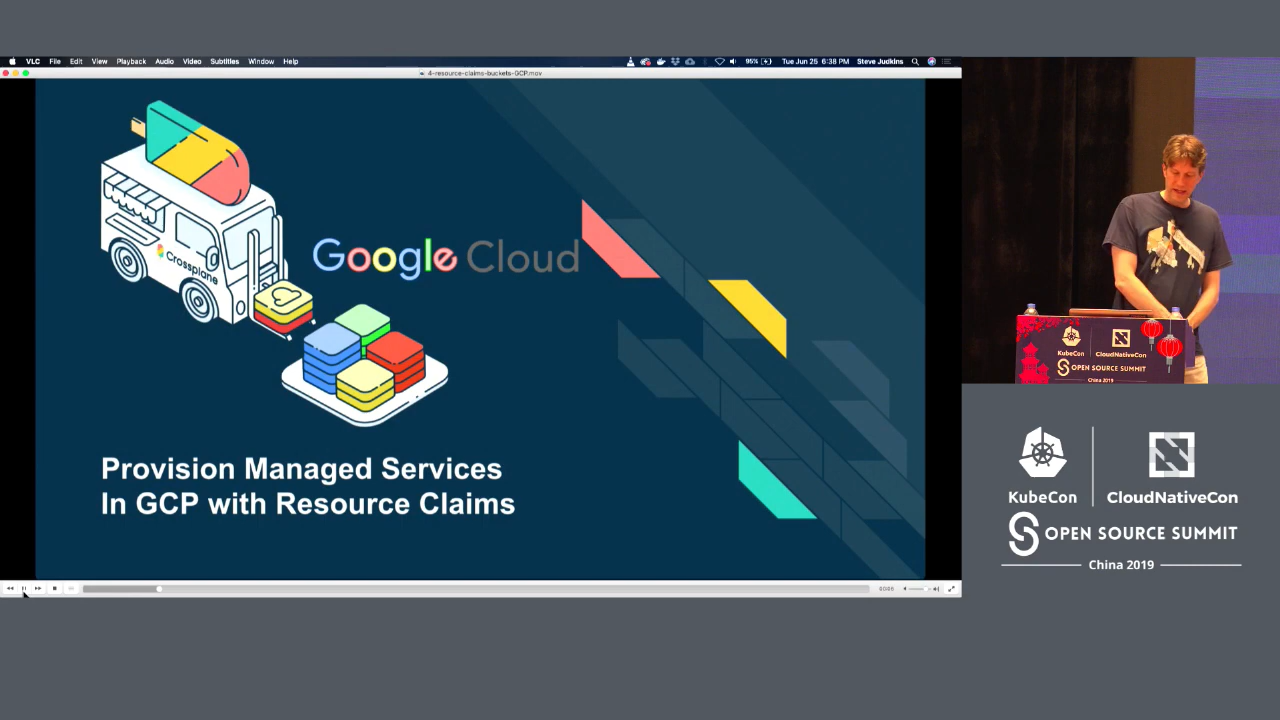 VLC File Edit View Playback Audio Video Subtitles Window Help 95% Tue Jun 25 6:38 PM Steve Judkins
4-resource-claims-buckets-GCP.mov
Crossplane
Google Cloud
Provision Managed Services
In GCP with Resource Claims
KubeCon CloudNativeCon
OPEN SOURCE SUMMIT
China 2019
KubeCon CloudNativeCon
OPEN SOURCE SUMMIT
China 2019